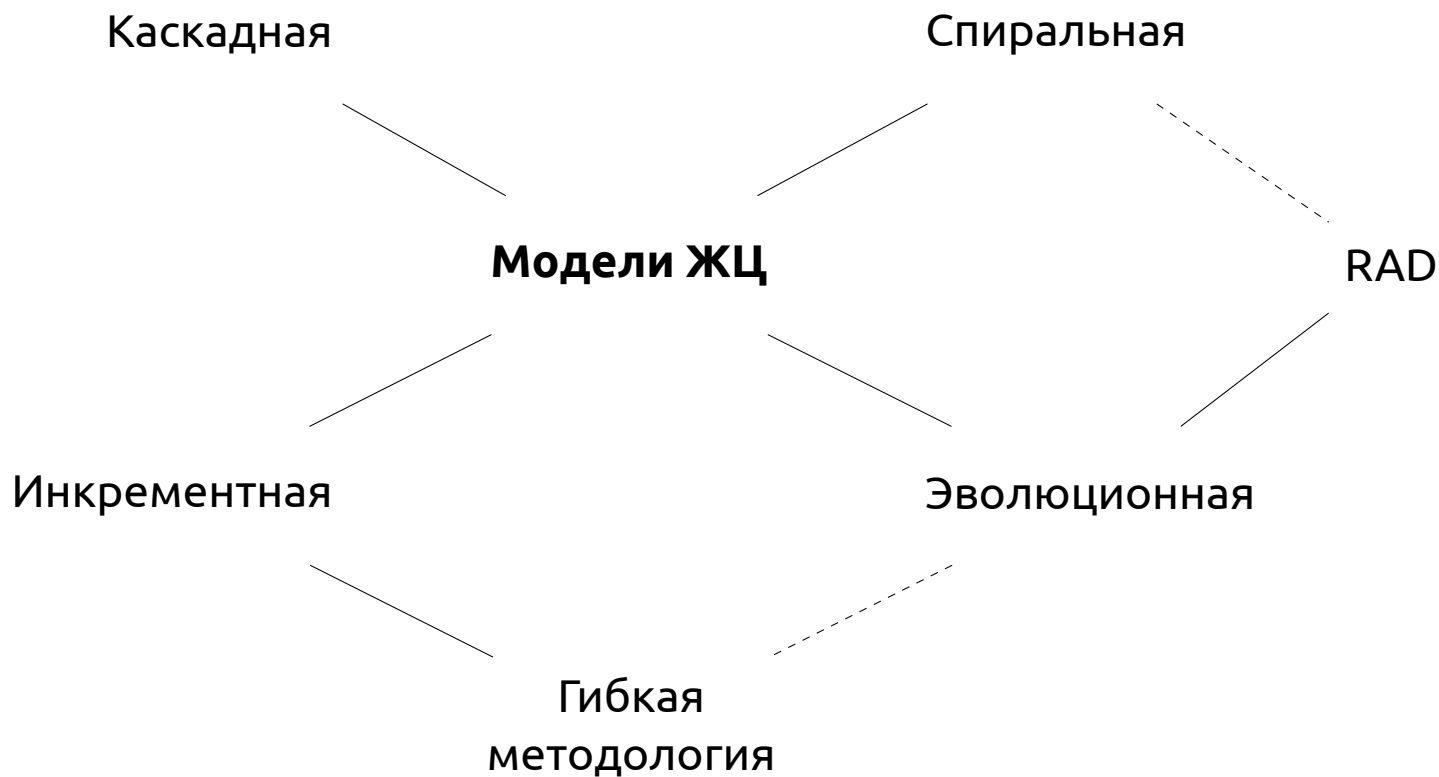 Каскадная
Спиральная
Модели ЖЦ
RAD
Инкрементная
Эволюционная
Гибкая
методология